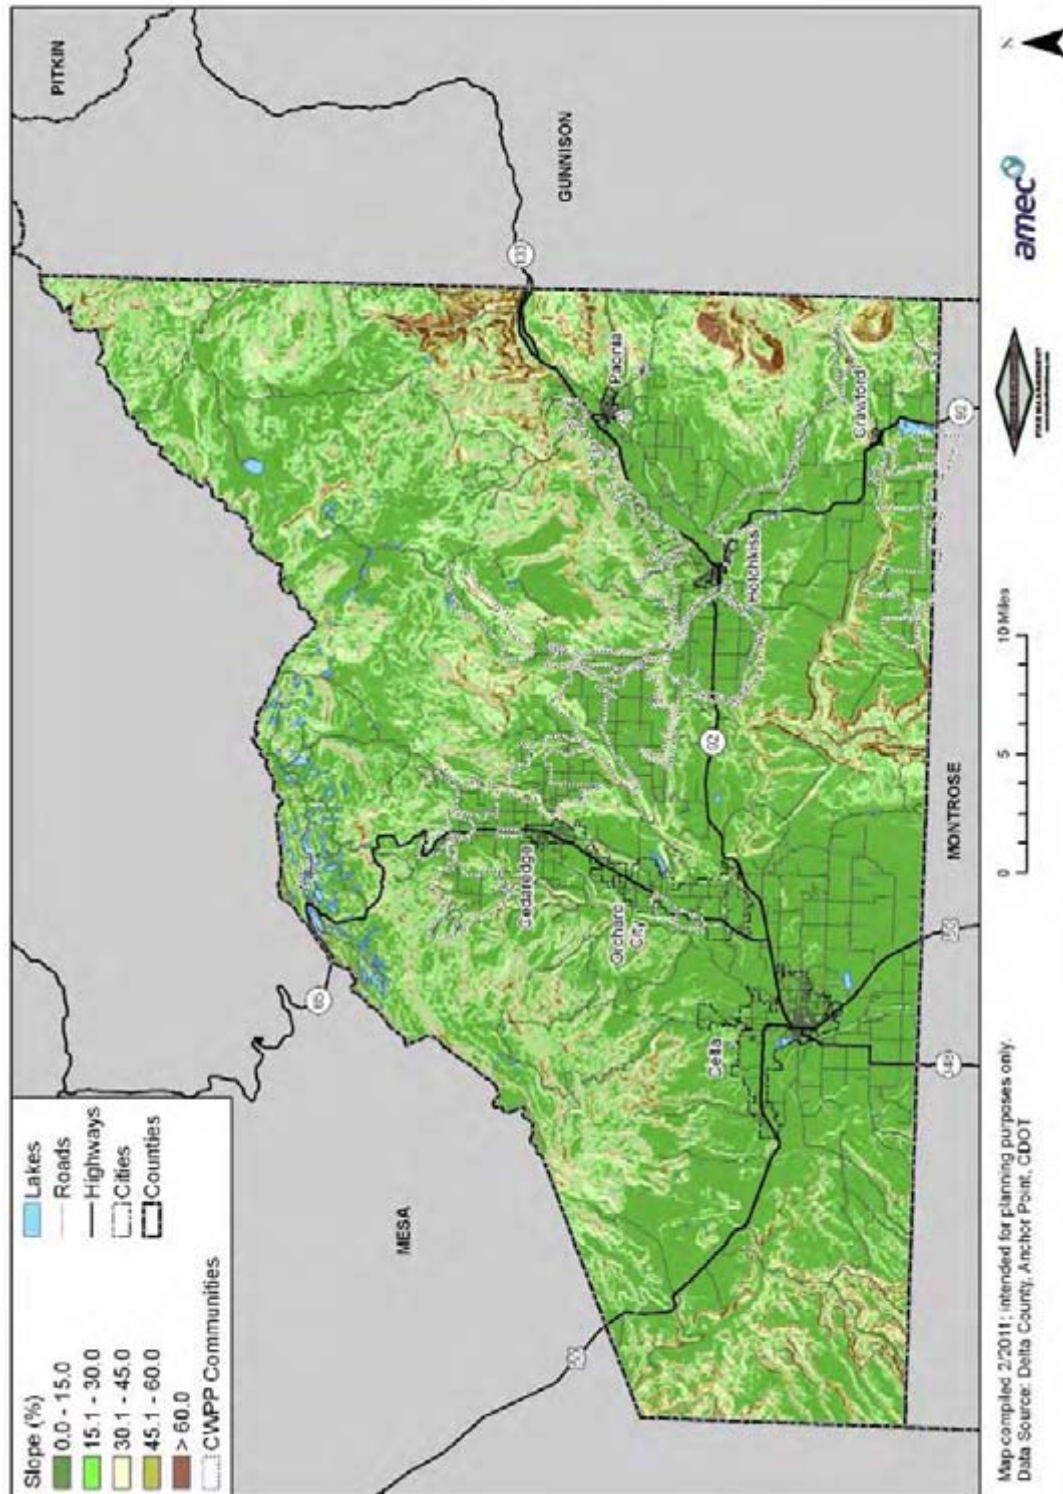 Slope (%)
0.0 - 15.0
15.1 - 30.0
30.1 - 45.0
45.1 - 60.0
> 60.0
CWPP Communities
Lakes
Roads
Highways
Cities
Counties
PITKIN
GUNNISON
MESA
MONTROSE
133
65
92
92
50
348
Paonia
Crawford
Hotchkiss
Cedaredge
Orchard
City
Delta
0 5 10 Miles
N
amec
Map compiled 2/2011; intended for planning purposes only.
Data Source: Delta County, Anchor Point, CDOT